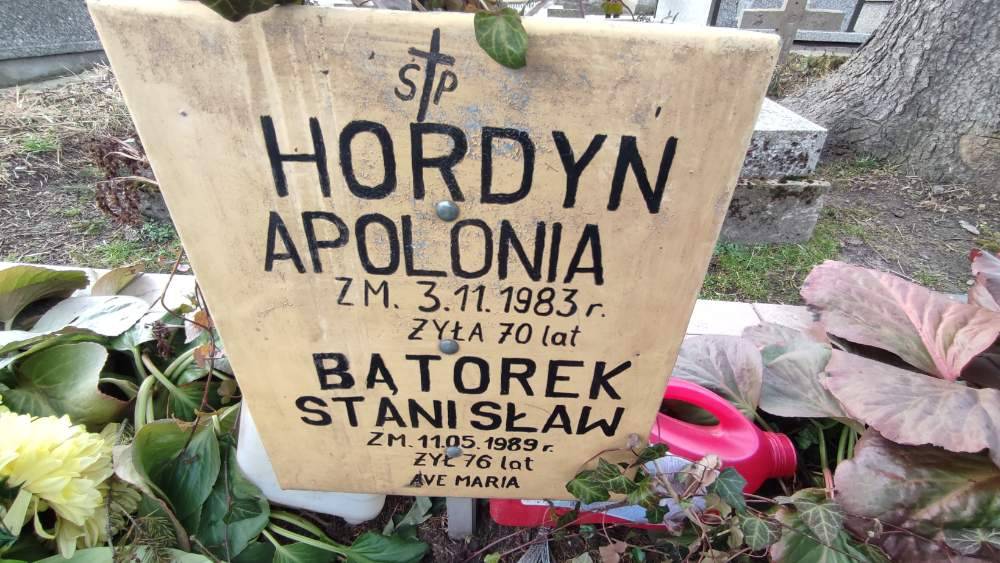 Ś P
HORDYŃ
APOLONIA
ZM. 3.11.1983 r.
ŻYŁA 70 lat
BĄTOREK
STANISŁAW
ZM. 11.05.1989 r.
ŻYŁ 76 lat
AVE MARIA